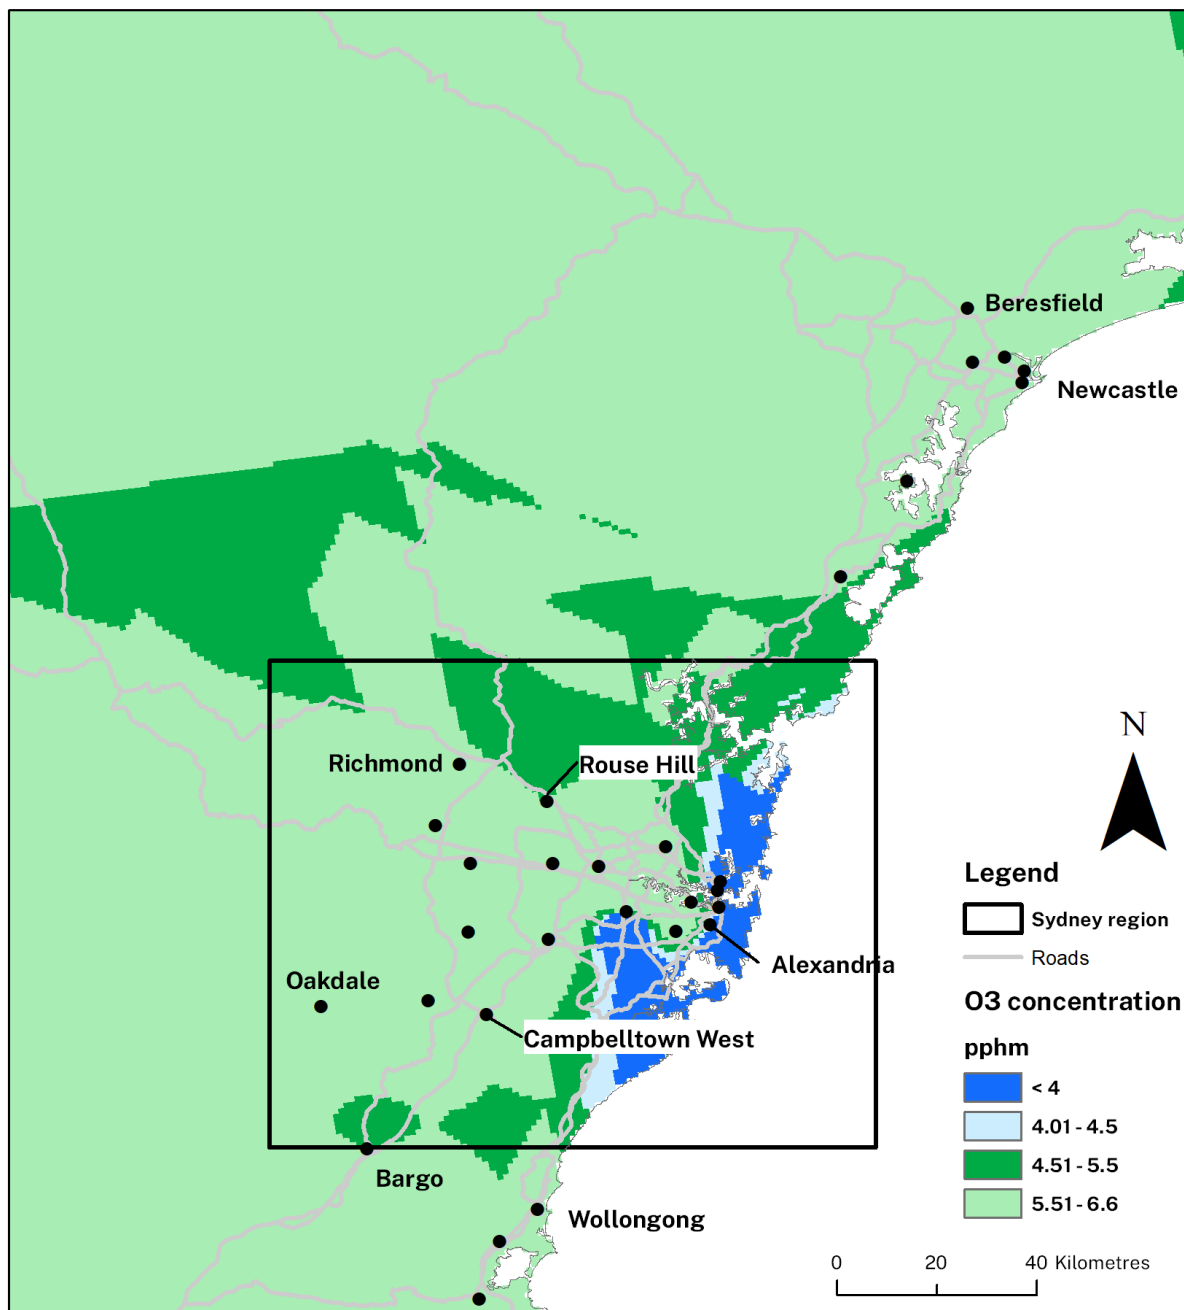 Beresfield
Newcastle
N
Richmond
Rouse Hill
Legend
Sydney region
Alexandria
Roads
Oakdale
O3 concentration
Campbelltown West
pphm
< 4
4.01 - 4.5
4.51 - 5.5
Bargo
5.51 - 6.6
Wollongong
0 20 40 Kilometres